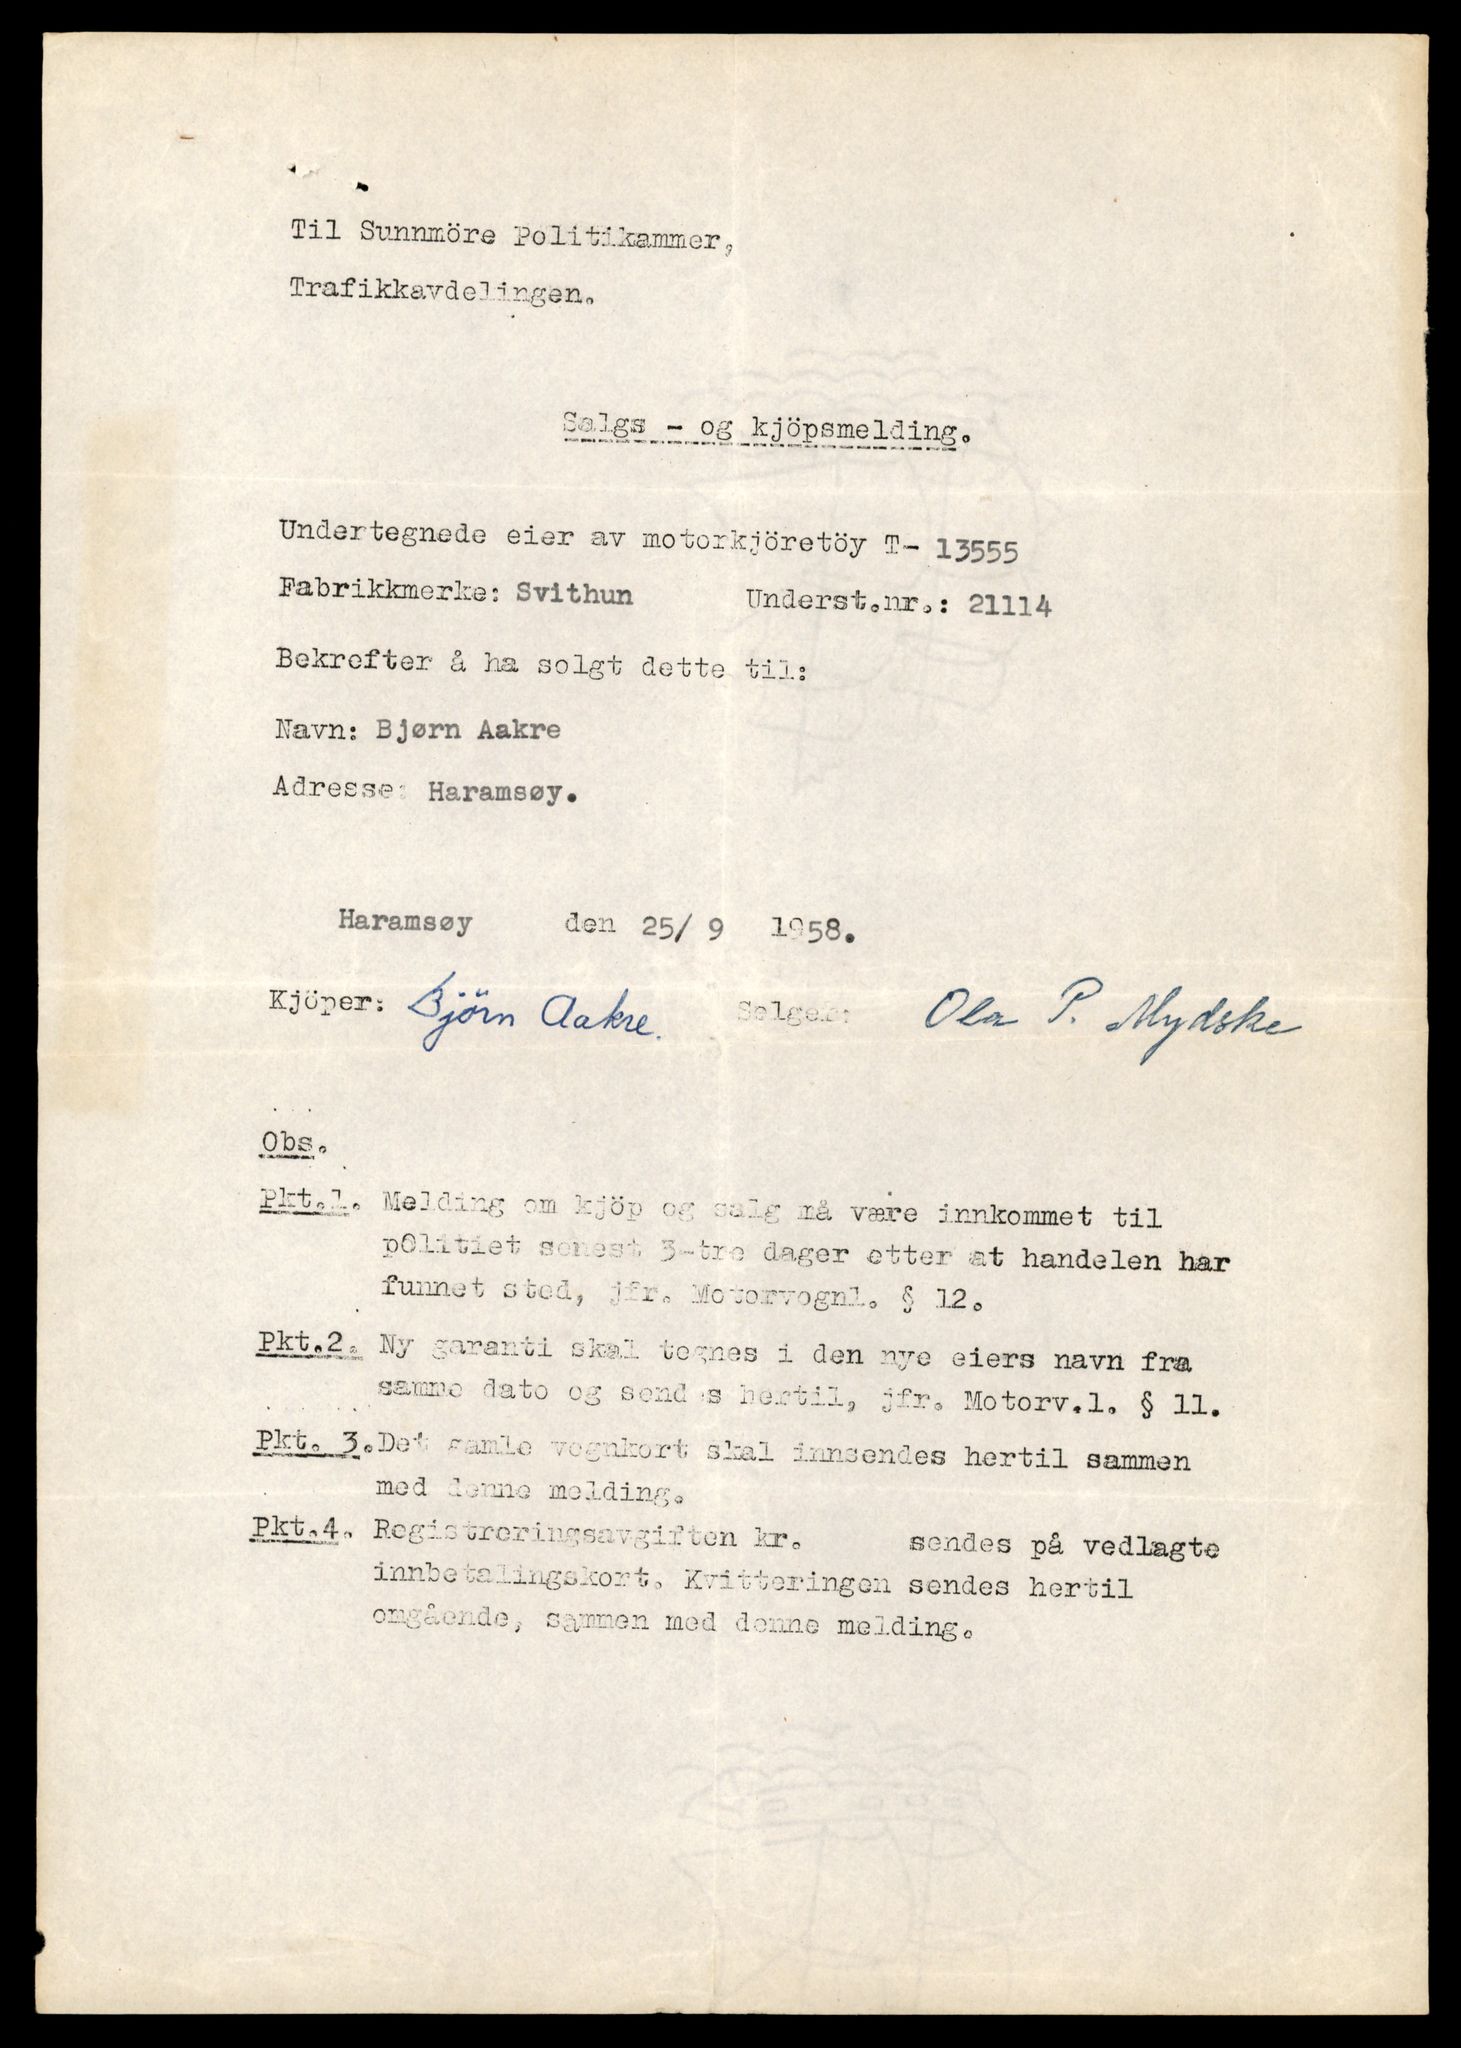 Til Sunnmöre Politikammer,
Trafikkavdelingen.
Salgs - og kjöpsmelding.
Undertegnede eier av motorkjöretöy T- 13555
Fabrikkmerke: Svithun Underst.nr.: 21114
Bekrefter å ha solgt dette til:
Navn: Bjørn Aakre
Adresse: Haramsøy.
Haramsøy den 25/ 9 1958.
Kjöper: Björn Aakre. Selger: Ola P. Mydske
Obs.
Pkt.1. Melding om kjöp og salg må være innkommet til
pOlitiet senest 3-tre dager etter at handelen har
funnet sted, jfr. Motorvognl. § 12.
Pkt.2. Ny garanti skal tegnes i den nye eiers navn fra
samme dato og sendes hertil, jfr. Motorv.l. § 11.
Pkt. 3. Det gamle vognkort skal innsendes hertil sammen
med denne melding.
Pkt.4. Registreringsavgiften kr. sendes på vedlagte
innbetalingskort. Kvitteringen sendes hertil
omgående, sammen med denne melding.